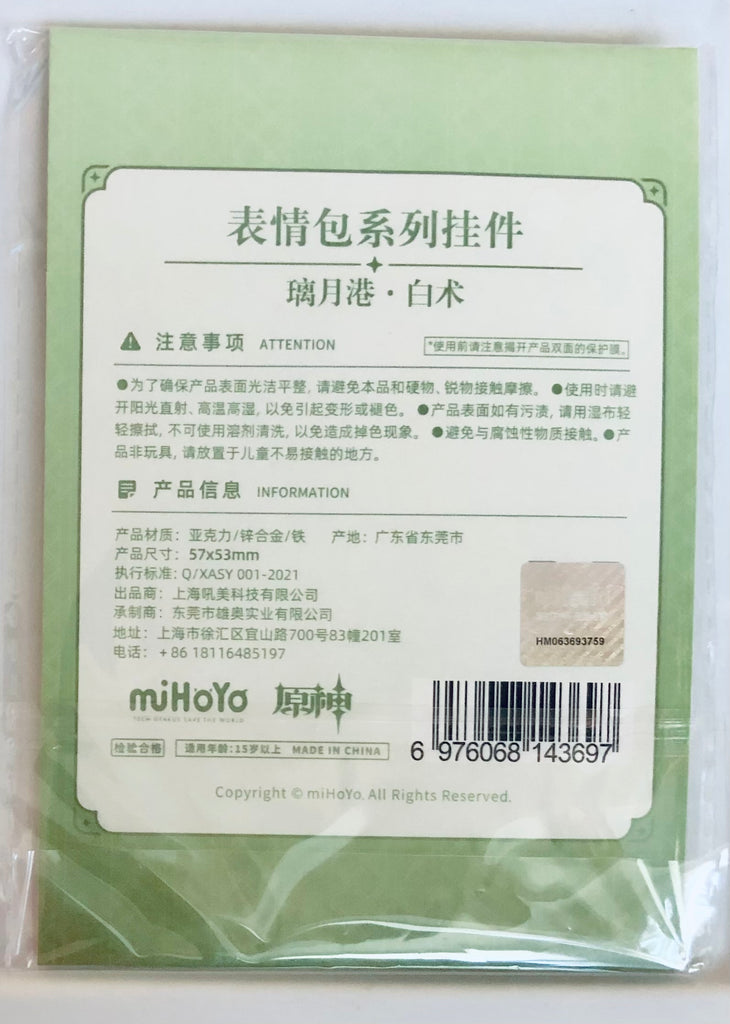 表情包系列挂件
璃月港·白术
注意事项 ATTENTION
*使用前请注意揭开产品双面的保护膜。
●为了确保产品表面光洁平整, 请避免本品和硬物、锐物接触摩擦。 ●使用时请避
开阳光直射、高温高湿, 以免引起变形或褪色。 ●产品表面如有污渍, 请用湿布轻
轻擦拭, 不可使用溶剂清洗, 以免造成掉色现象。 ●避免与腐蚀性物质接触。●产
品非玩具, 请放置于儿童不易接触的地方。
产品信息 INFORMATION
产品材质: 亚克力/锌合金/铁 产地: 广东省东莞市
产品尺寸: 57x53mm
执行标准: Q/XASY 001-2021
出品商: 上海吼美科技有限公司
承制商: 东莞市雄奥实业有限公司
地址: 上海市徐汇区宜山路700号83幢201室
电话: +86 18116485197
HM063693759
miHoYo 原神
TECH OTAKUS SAVE THE WORLD
检验合格 适用年龄:15岁以上 MADE IN CHINA
6 976068 143697
Copyright © miHoYo. All Rights Reserved.